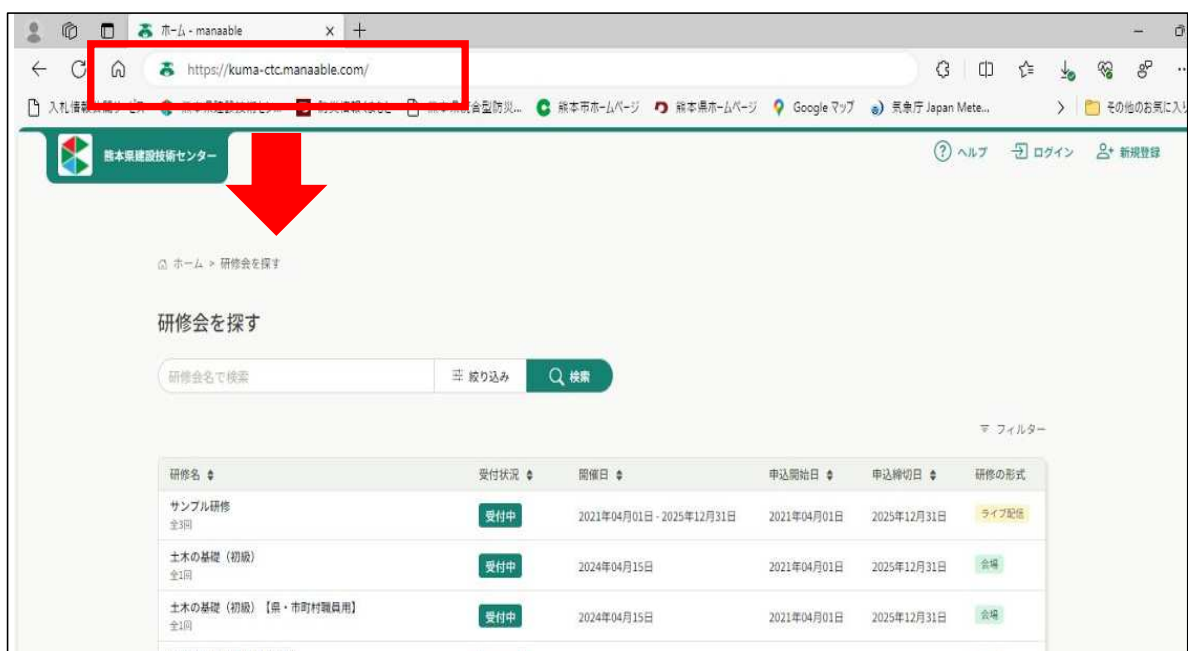 ホーム - manaable
https://kuma-ctc.manaable.com/
熊本市ホームページ 熊本県ホームページ Google マップ 気象庁 Japan Mete... その他のお気に入り
熊本県建設技術センター
ヘルプ ログイン 新規登録
ホーム > 研修会を探す
研修会を探す
研修会名で検索 絞り込み 検索
フィルター
研修名 受付状況 開催日 申込開始日 申込締切日 研修の形式
サンプル研修 受付中 2021年04月01日 - 2025年12月31日 2021年04月01日 2025年12月31日 ライブ配信
全3回
土木の基礎（初級） 受付中 2024年04月15日 2021年04月01日 2025年12月31日 会場
全1回
土木の基礎（初級）【県・市町村職員用】 受付中 2024年04月15日 2021年04月01日 2025年12月31日 会場
全1回